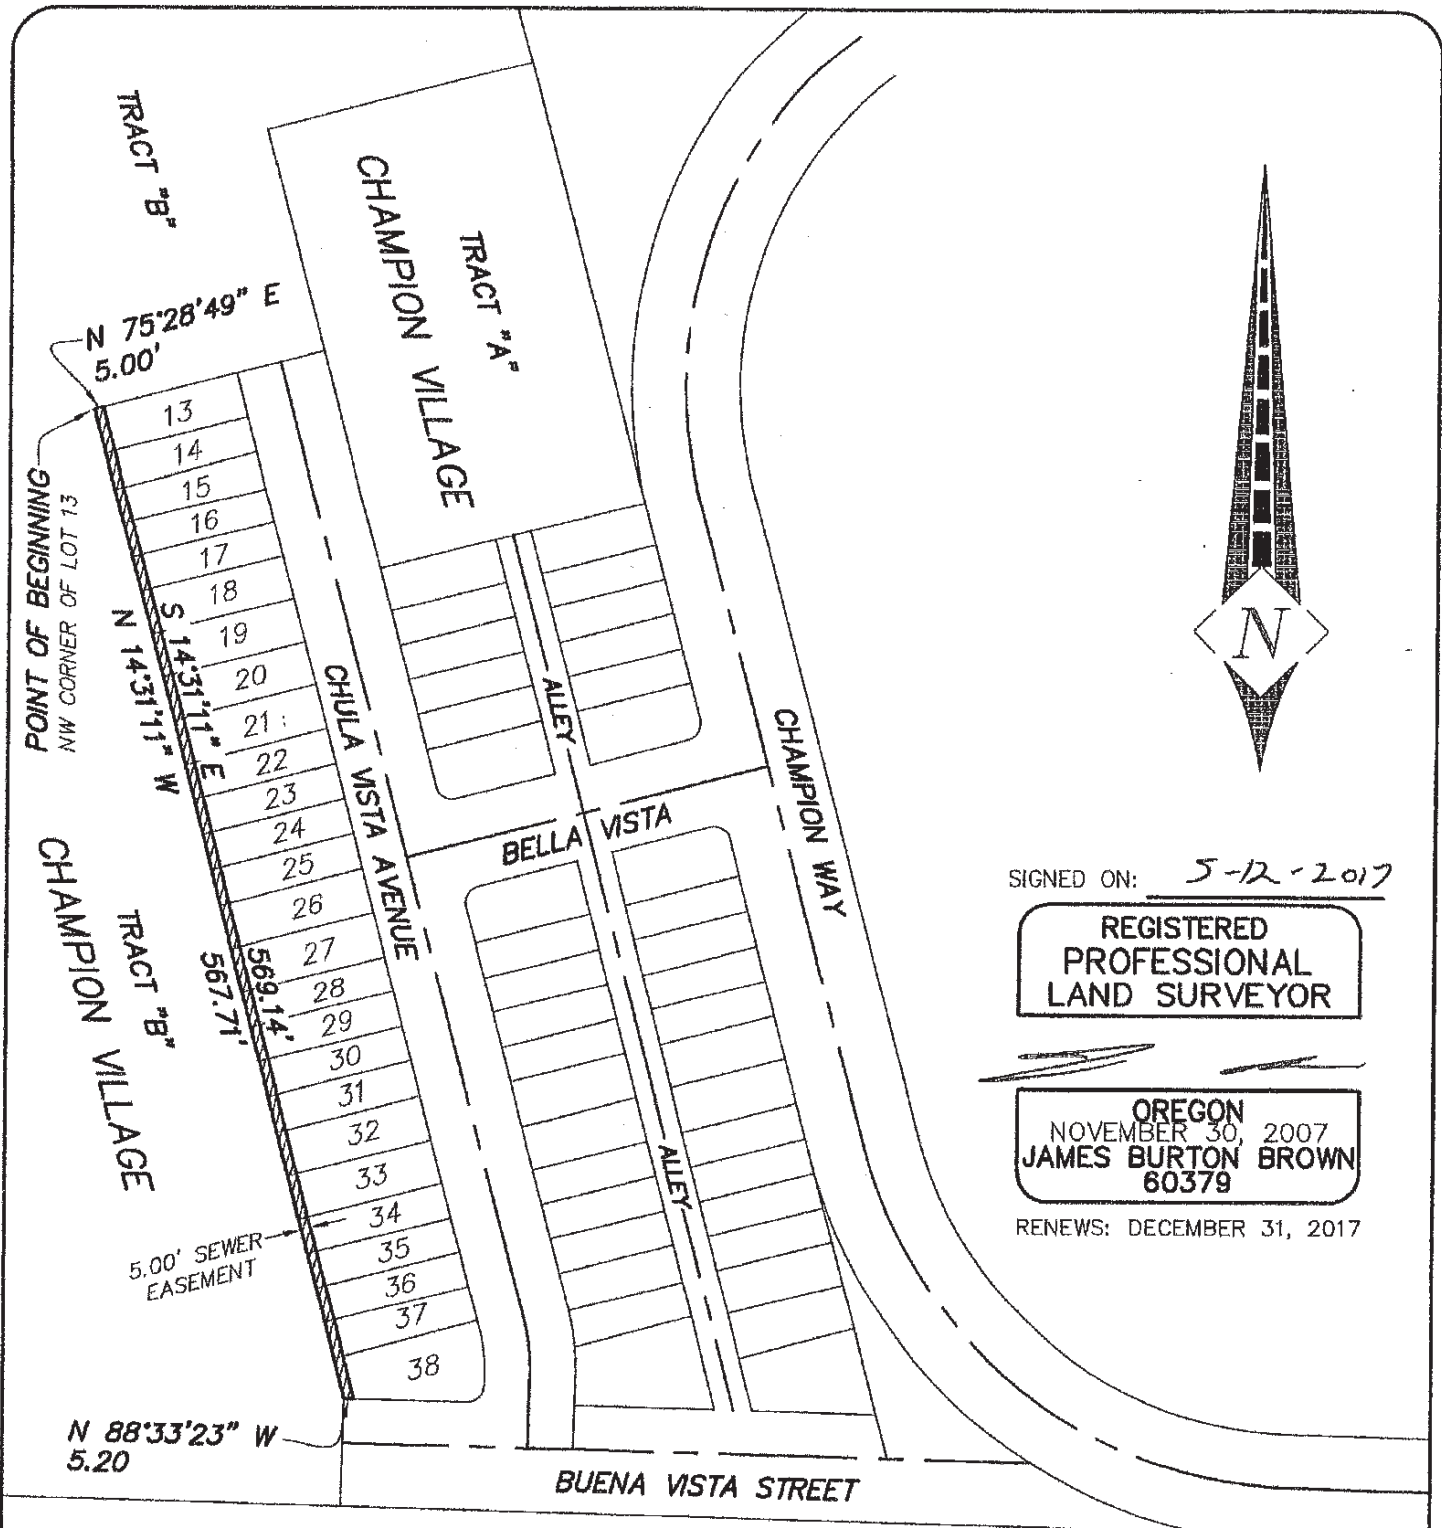 TRACT "B"
CHAMPION VILLAGE
TRACT "A"
N 75°28'49" E
5.00'
POINT OF BEGINNING
NW CORNER OF LOT 13
13
14
15
16
17
18
19
20
21
22
23
24
25
26
27
28
29
30
31
32
33
34
35
36
37
38
S 14°31'11" E
N 14°31'11" W
569.14'
567.71'
CHULA VISTA AVENUE
ALLEY
BELLA VISTA
CHAMPION WAY
ALLEY
TRACT "B"
CHAMPION VILLAGE
5.00' SEWER
EASEMENT
N 88°33'23" W
5.20
BUENA VISTA STREET
N
SIGNED ON: 5-12-2017
REGISTERED
PROFESSIONAL
LAND SURVEYOR
OREGON
NOVEMBER 30, 2007
JAMES BURTON BROWN
60379
RENEWS: DECEMBER 31, 2017